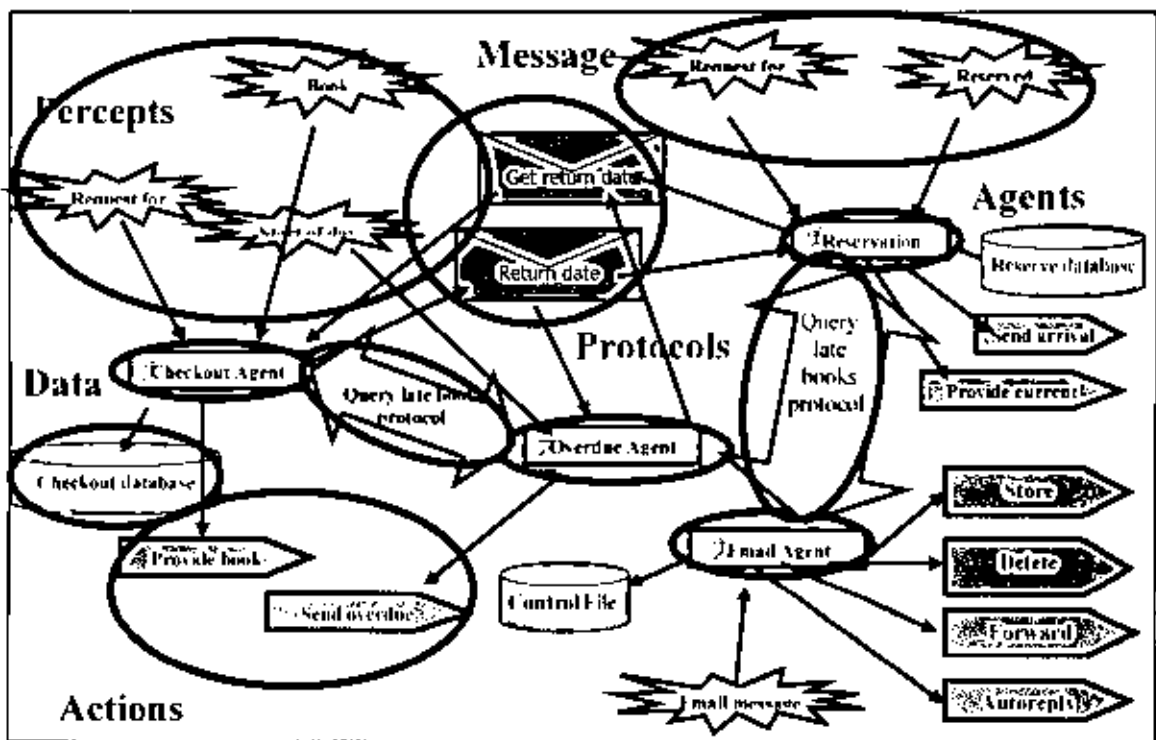 Message
Request for
Reserved
Book
Percepts
Get return date
Request for
Agents
Reservation
Return date
Reserve database
Send arrival
Protocols
Query
late
books
protocol
Checkout Agent
Data
Provide current
Query late book
protocol
Overdue Agent
Checkout database
Store
Email Agent
Provide book
Delete
Control File
Send overdue
Forward
Email message
Autoreply
Actions